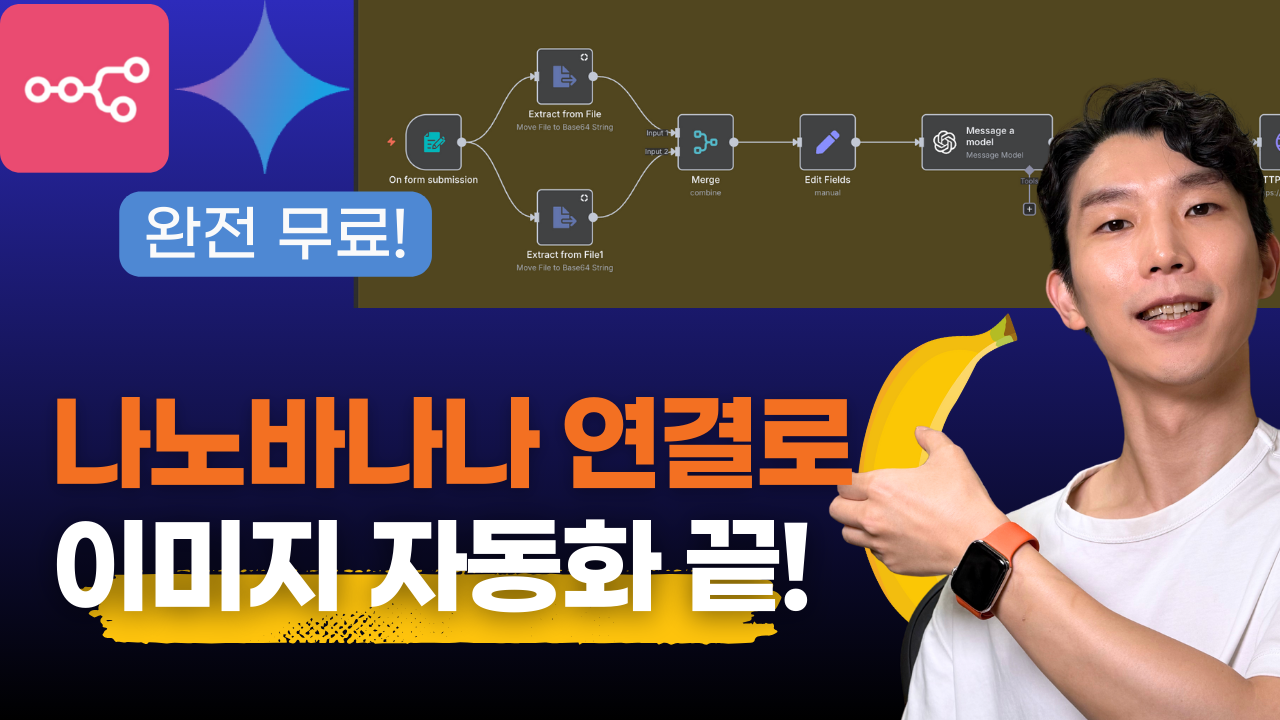 Extract from File
Move File to Base64 String
On form submission
Input 1
Input 2
Merge
combine
Edit Fields
manual
Message a
model
Message Model
Extract from File1
Move File to Base64 String
완전 무료!
나노바나나 연결로
이미지 자동화 끝!